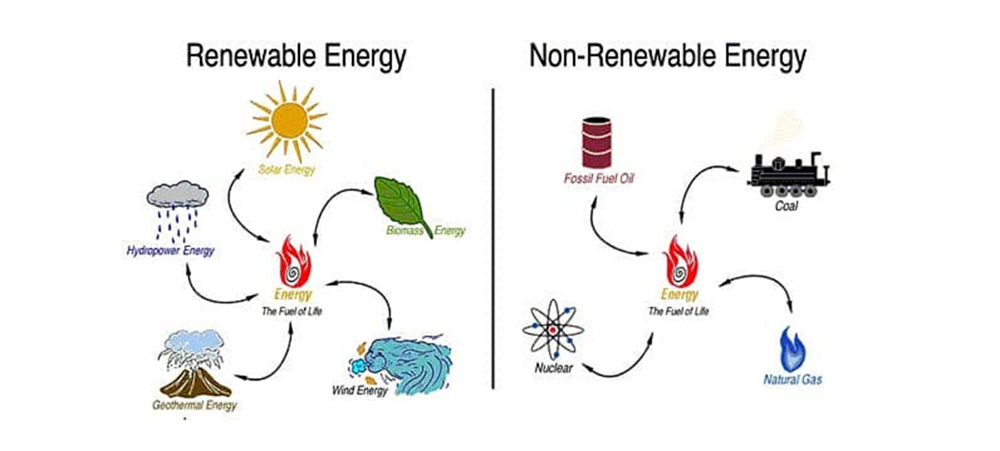 Renewable Energy
Solar Energy
Hydropower Energy
Biomass Energy
Energy
The Fuel of Life
Geothermal Energy
Wind Energy
Non-Renewable Energy
Fossil Fuel Oil
Coal
Energy
The Fuel of Life
Nuclear
Natural Gas